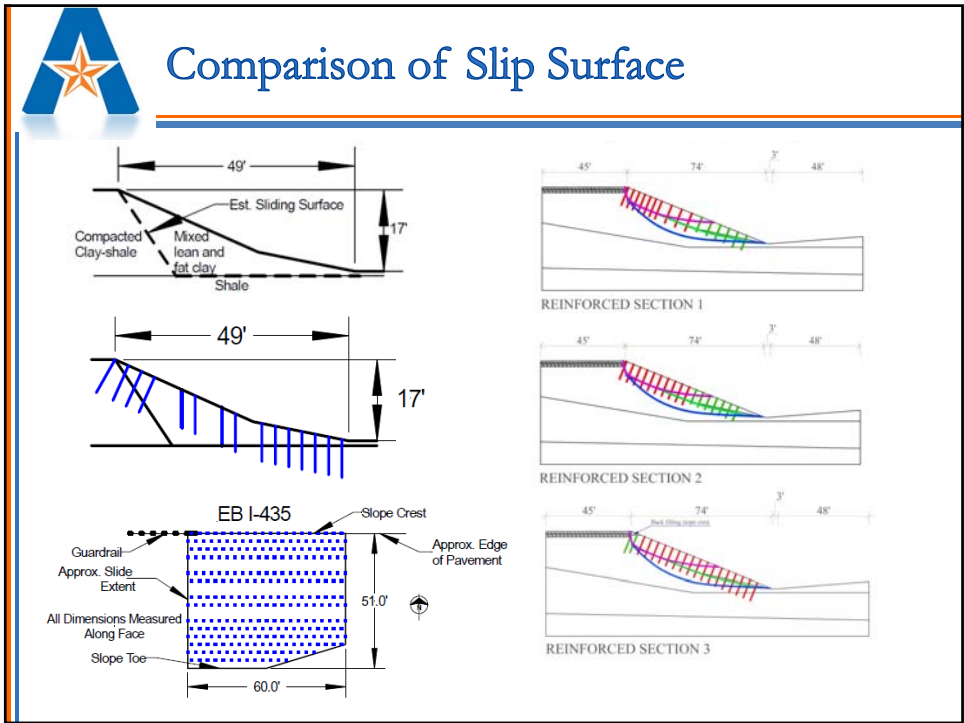 Comparison of Slip Surface
49'
Est. Sliding Surface
17'
Compacted
Clay-shale
Mixed
lean and
fat clay
Shale
49'
17'
EB I-435
Slope Crest
Guardrail
Approx. Edge
of Pavement
Approx. Slide
Extent
51.0'
N
All Dimensions Measured
Along Face
Slope Toe
60.0'
3'
45'
74'
48'
REINFORCED SECTION 1
3'
45'
74'
48'
REINFORCED SECTION 2
3'
45'
74'
48'
REINFORCED SECTION 3